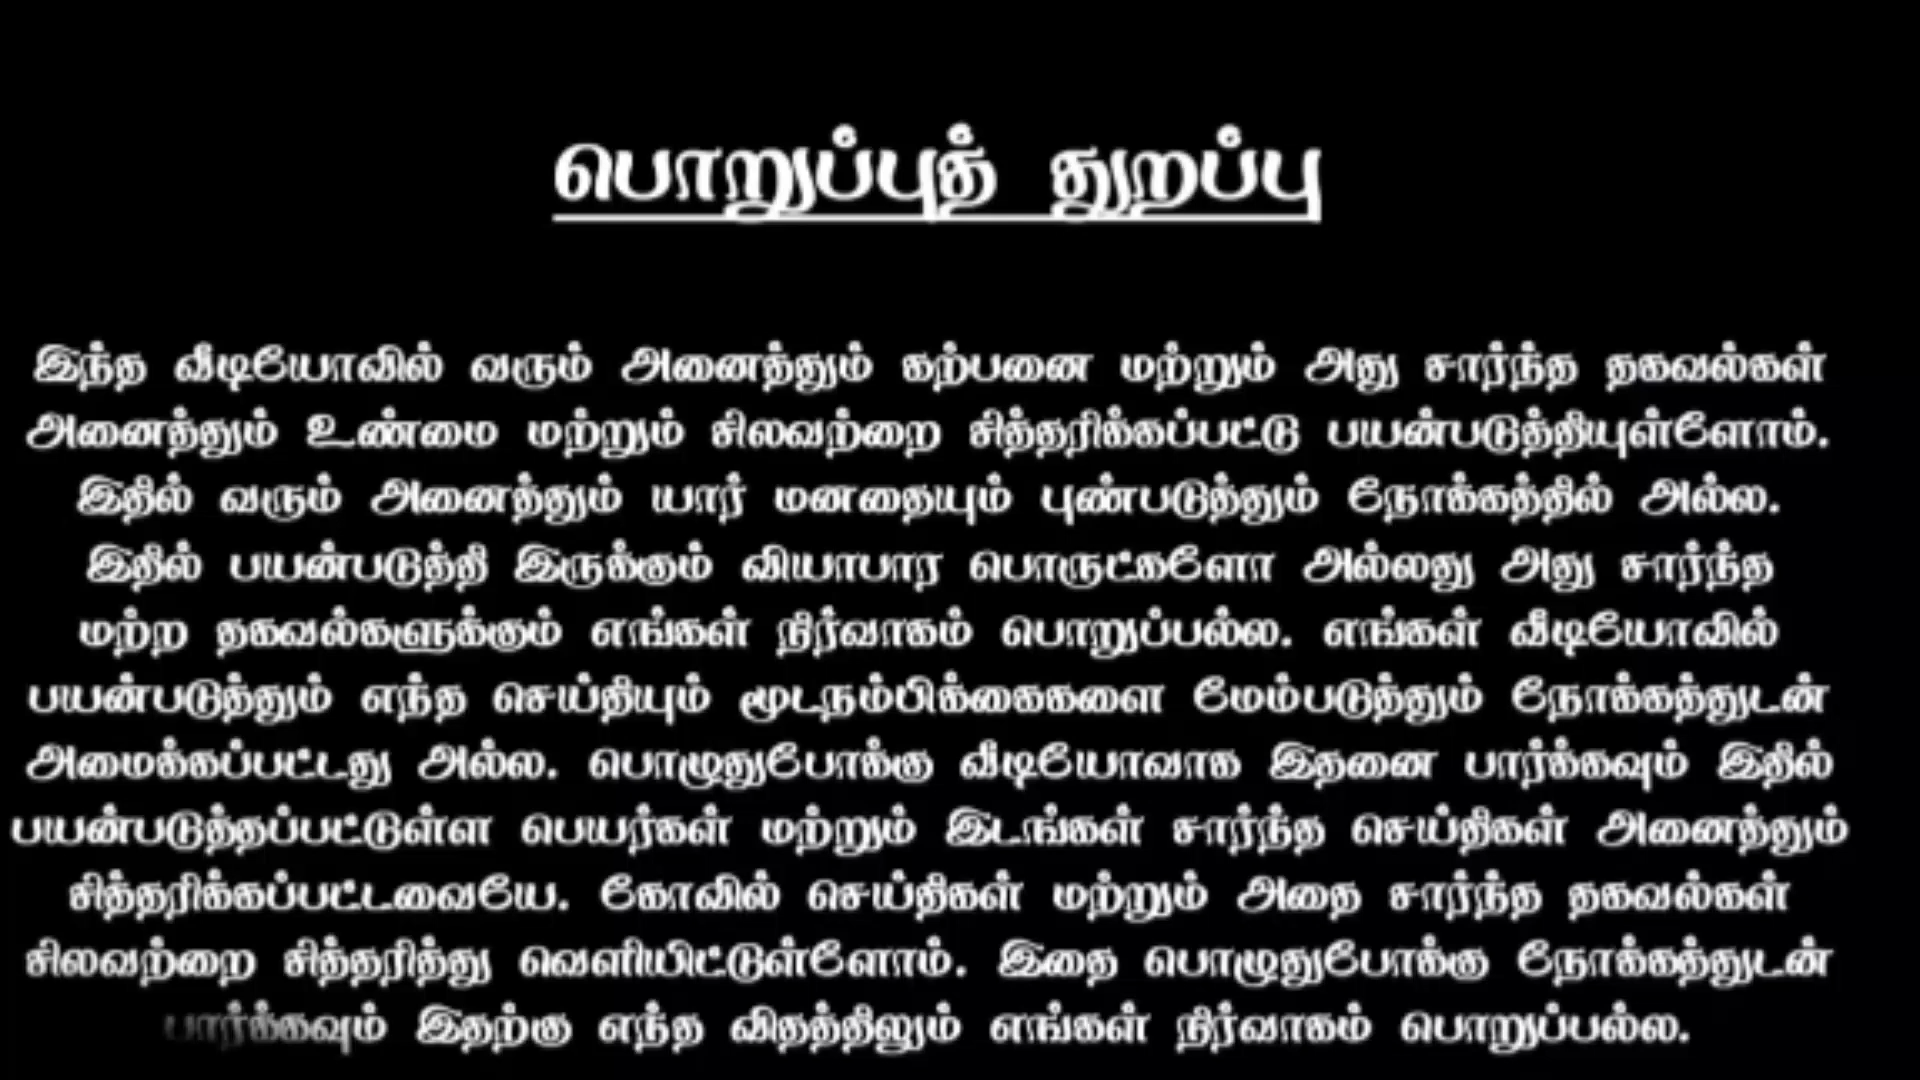 பொறுப்புத் துறப்பு
இந்த வீடியோவில் வரும் அனைத்தும் கற்பனை மற்றும் அது சார்ந்த தகவல்கள்
அனைத்தும் உண்மை மற்றும் சிலவற்றை சித்தரிக்கப்பட்டு பயன்படுத்தியுள்ளோம்.
இதில் வரும் அனைத்தும் யார் மனதையும் புண்படுத்தும் நோக்கத்தில் அல்ல.
இதில் பயன்படுத்தி இருக்கும் வியாபார பொருட்களோ அல்லது அது சார்ந்த
மற்ற தகவல்களுக்கும் எங்கள் நிர்வாகம் பொறுப்பல்ல. எங்கள் வீடியோவில்
பயன்படுத்தும் எந்த செய்தியும் மூடநம்பிக்கைகளை மேம்படுத்தும் நோக்கத்துடன்
அமைக்கப்பட்டது அல்ல. பொழுதுபோக்கு வீடியோவாக இதனை பார்க்கவும் இதில்
பயன்படுத்தப்பட்டுள்ள பெயர்கள் மற்றும் இடங்கள் சார்ந்த செய்திகள் அனைத்தும்
சித்தரிக்கப்பட்டவையே. கோவில் செய்திகள் மற்றும் அதை சார்ந்த தகவல்கள்
சிலவற்றை சித்தரித்து வெளியிட்டுள்ளோம். இதை பொழுதுபோக்கு நோக்கத்துடன்
பார்க்கவும் இதற்கு எந்த விதத்திலும் எங்கள் நிர்வாகம் பொறுப்பல்ல.